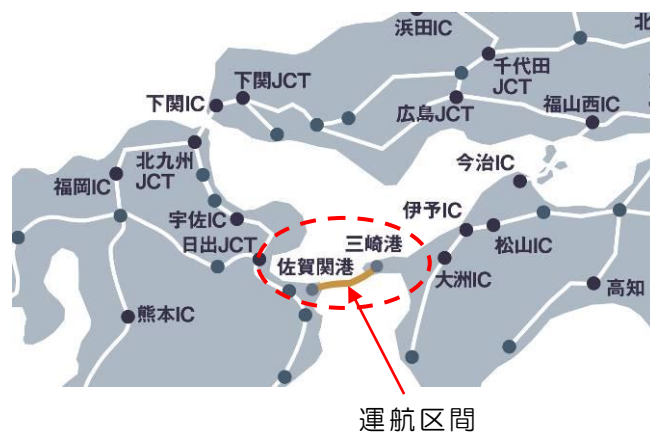 浜田IC
北
千代田
JCT
下関JCT
下関IC
広島JCT
福山西IC
北九州
JCT
福岡IC
今治IC
宇佐IC
伊予IC
日出JCT
三崎港
松山IC
佐賀関港
大洲IC
高知
熊本IC
運航区間